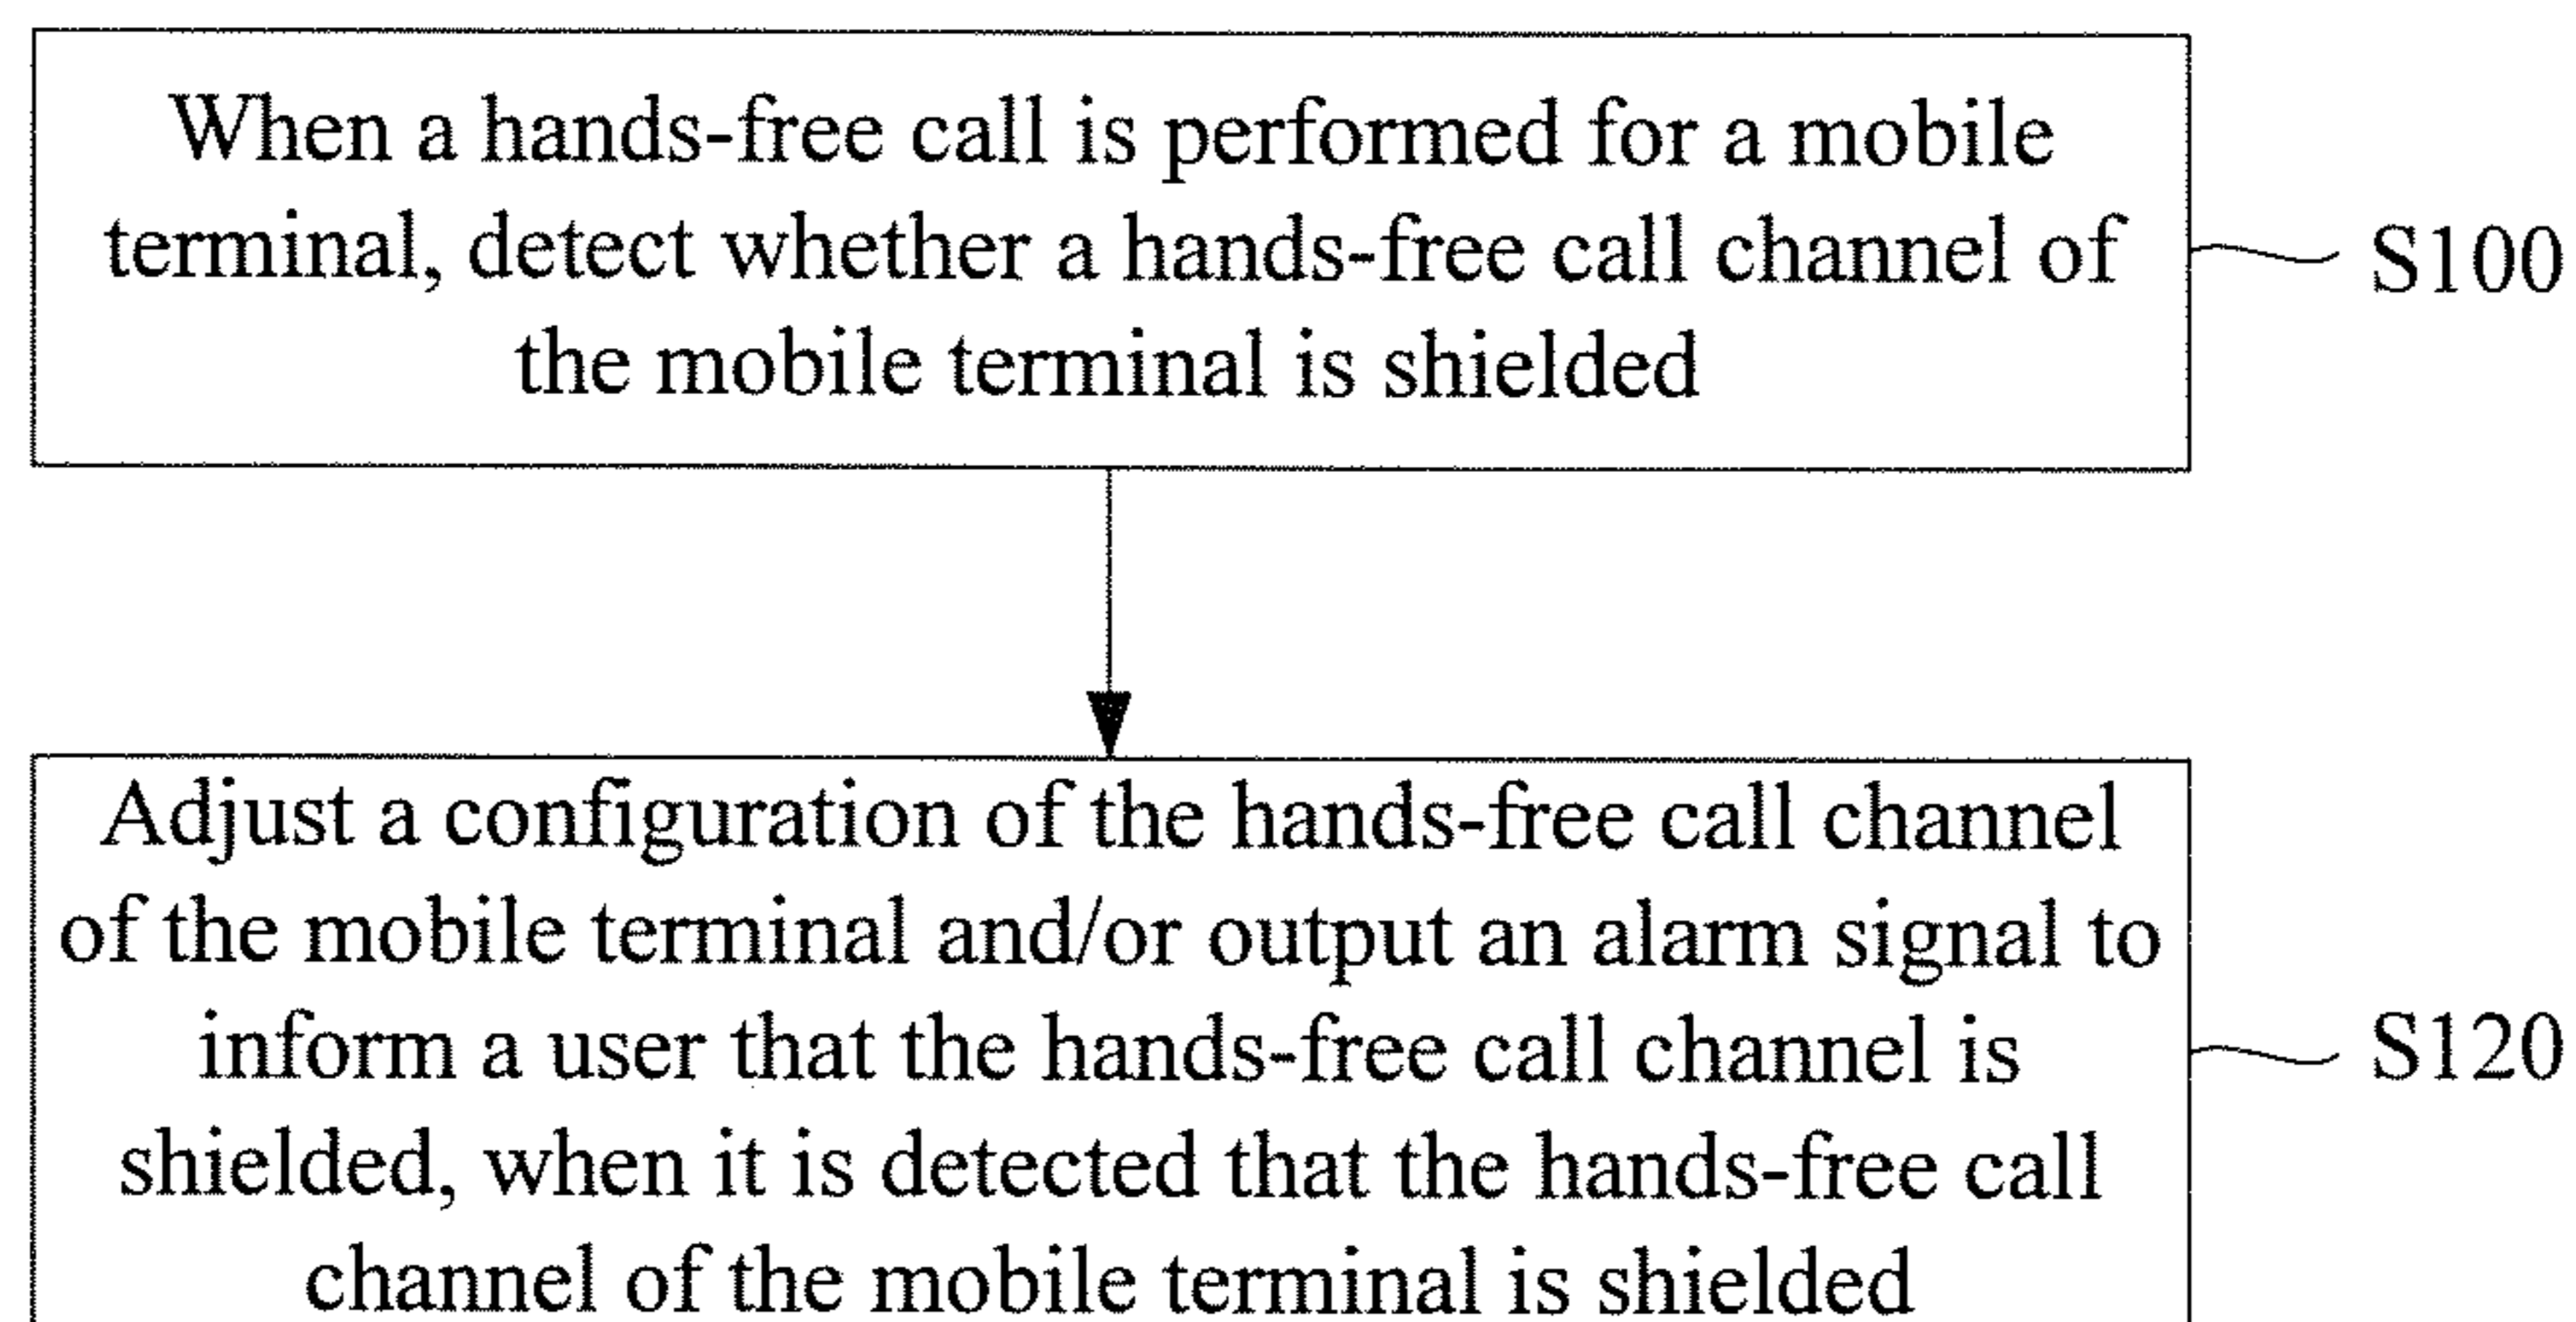 When a hands-free call is performed for a mobile
terminal, detect whether a hands-free call channel of
the mobile terminal is shielded
S100
Adjust a configuration of the hands-free call channel
of the mobile terminal and/or output an alarm signal to
inform a user that the hands-free call channel is
shielded, when it is detected that the hands-free call
channel of the mobile terminal is shielded
S120